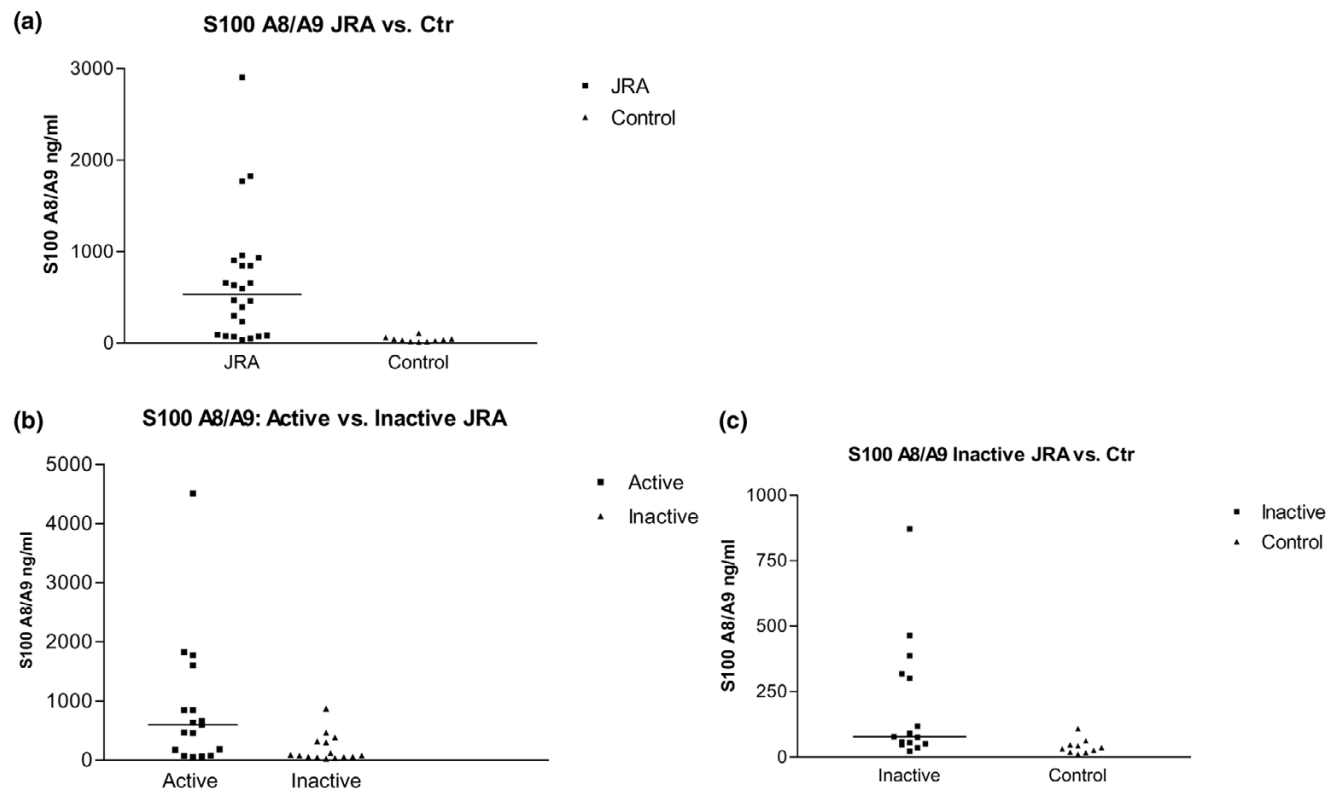 (a)
S100 A8/A9 JRA vs. Ctr
S100 A8/A9 ng/ml
3000
2000
1000
0
JRA
Control
JRA
Control
(b)
S100 A8/A9: Active vs. Inactive JRA
S100 A8/A9 ng/ml
5000
4000
3000
2000
1000
0
Active
Inactive
Active
Inactive
(c)
S100 A8/A9 Inactive JRA vs. Ctr
S100 A8/A9 ng/ml
1000
750
500
250
0
Inactive
Control
Inactive
Control